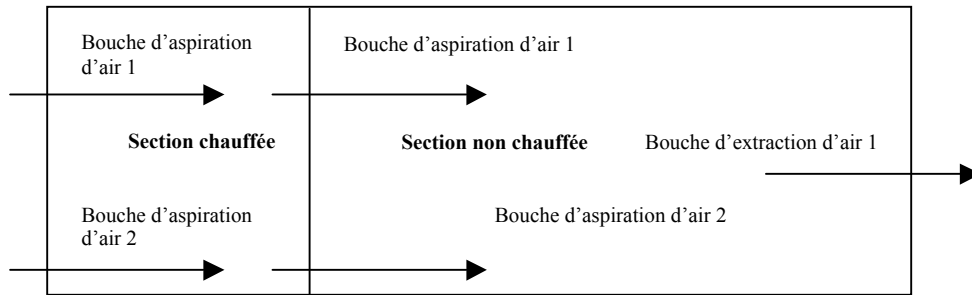 Bouche d’aspiration
d’air 1
Bouche d’aspiration d’air 1
Section chauffée
Section non chauffée
Bouche d’extraction d’air 1
Bouche d’aspiration
d’air 2
Bouche d’aspiration d’air 2